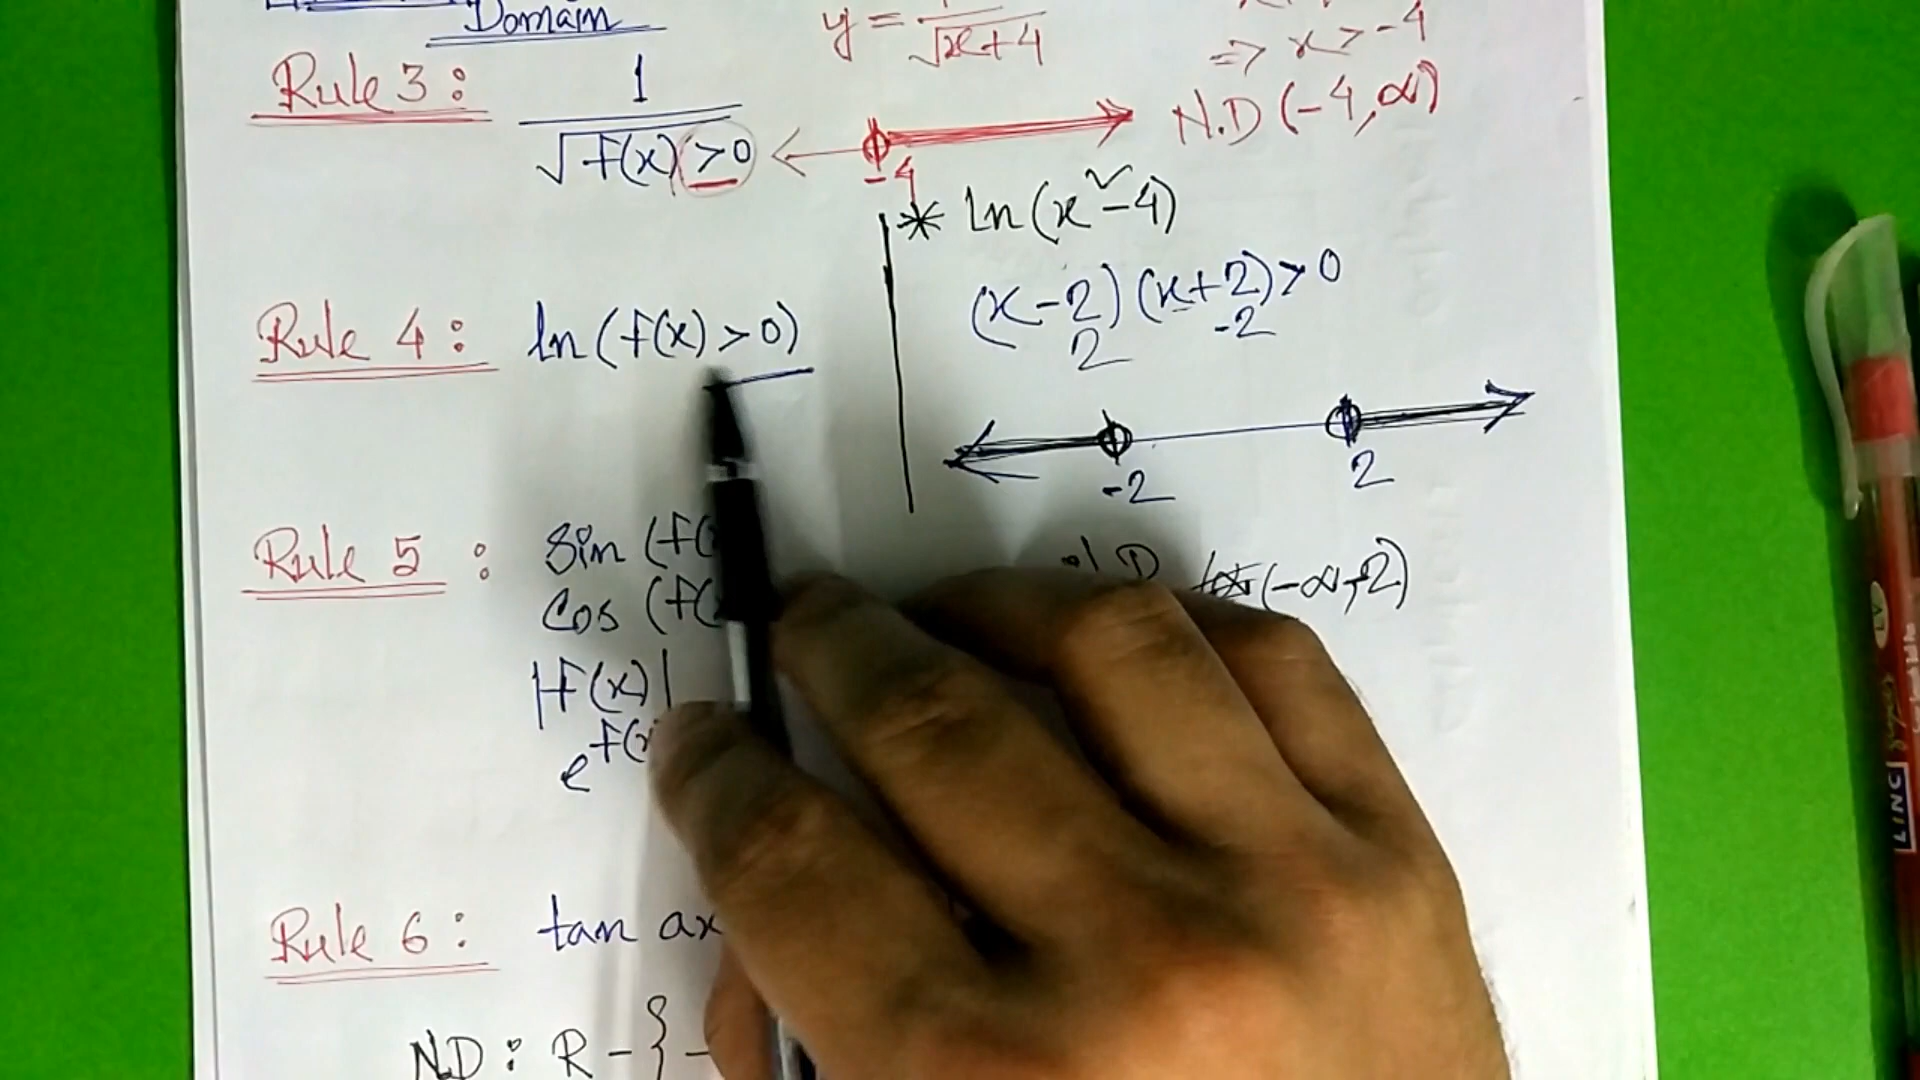 Domain
y = 1/√x+4
=> x > -4
Rule 3 : 1/√f(x) > 0
-4
N.D (-4, ∞)
* ln(x²-4)
(x-2)(x+2)>0
2 -2
Rule 4 : ln(f(x) > 0)
-2 2
Rule 5 : sin (f(
cos (f(
|f(x)|
e^f(x
(-∞,-2)
Rule 6 : tan ax
N.D : R - { -
LINC